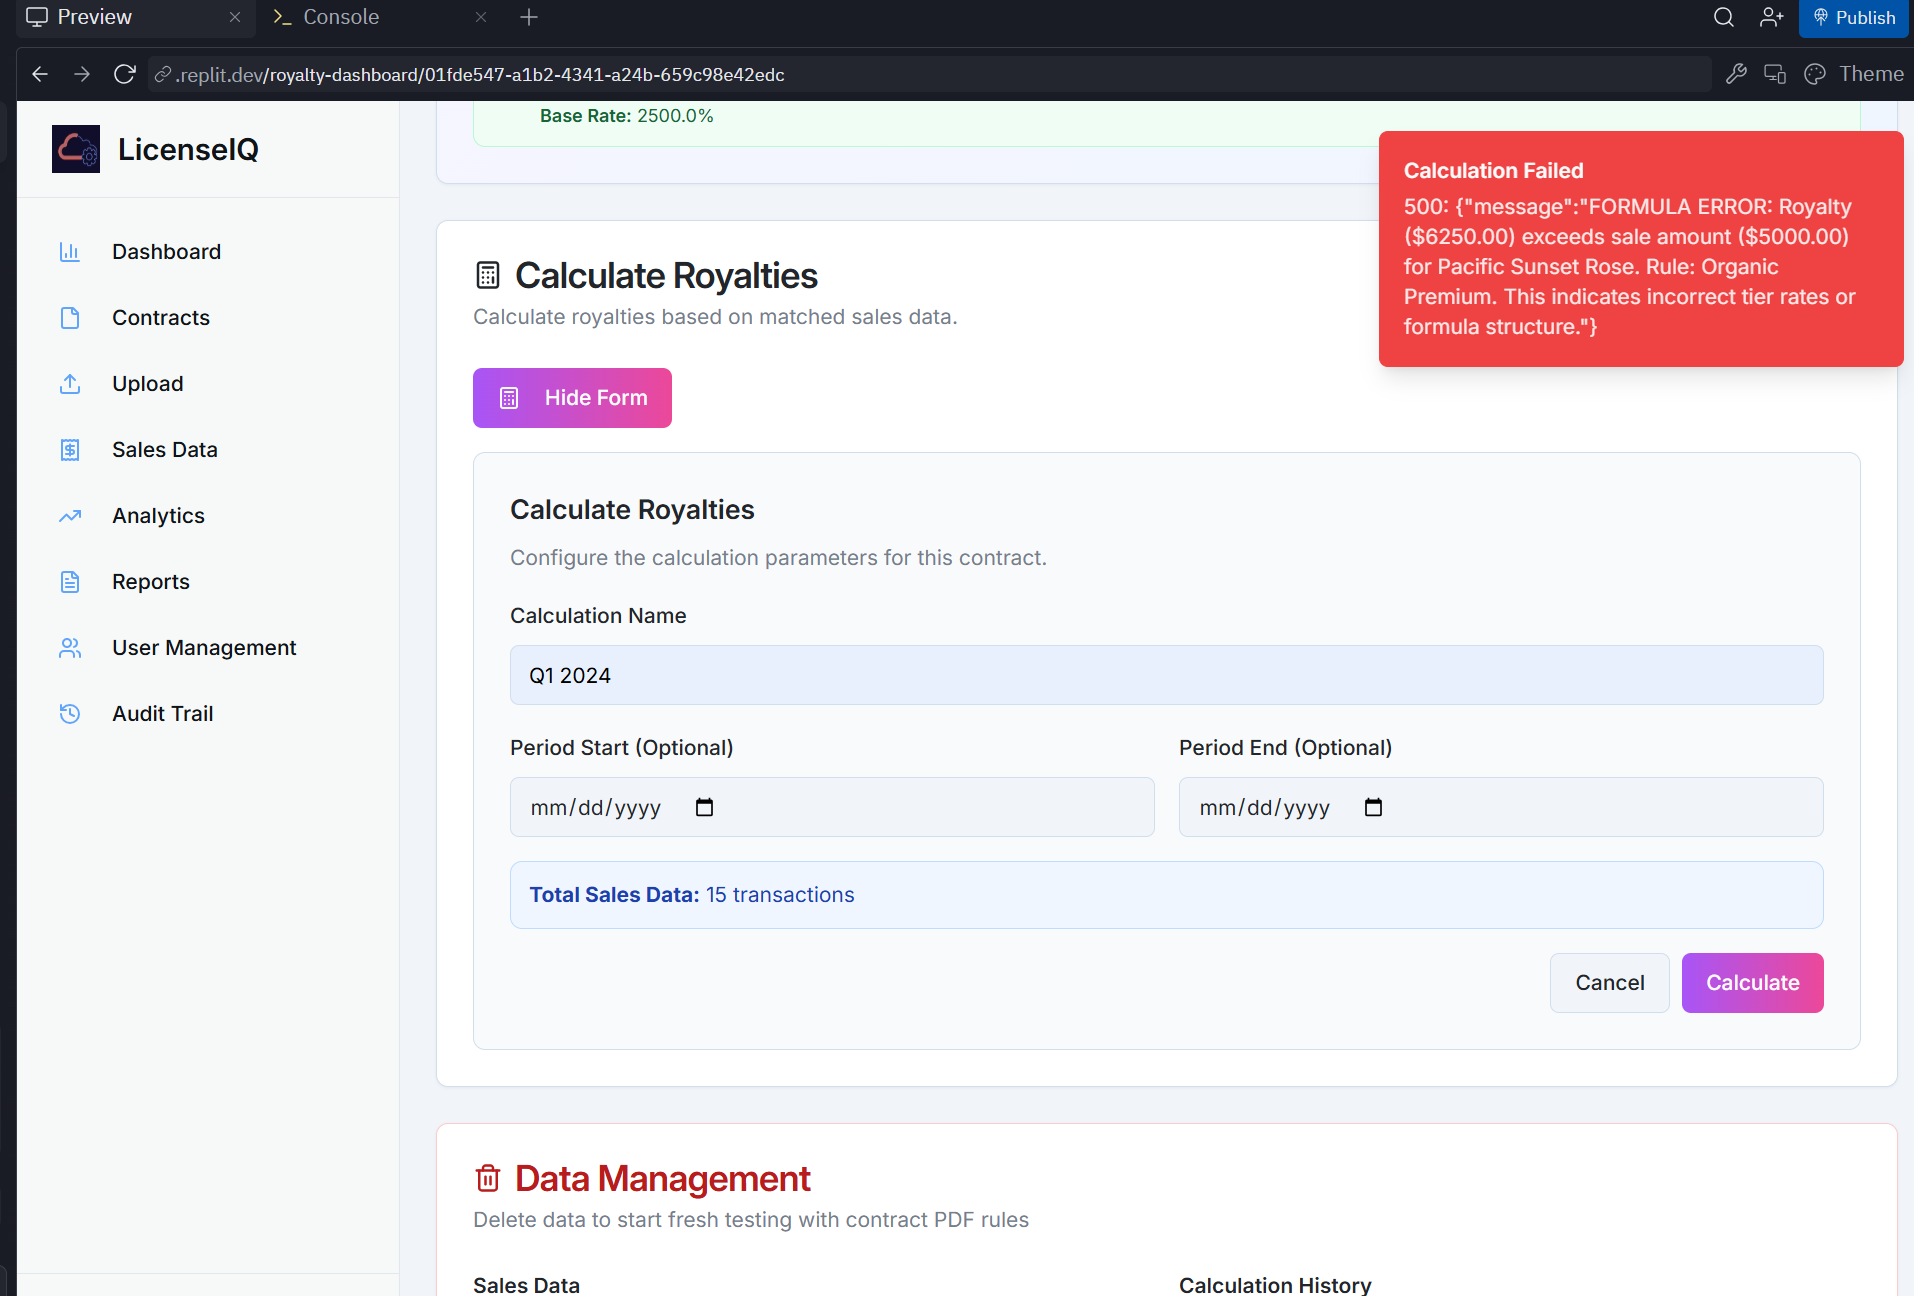 Preview
Console
Publish
.replit.dev/royalty-dashboard/01fde547-a1b2-4341-a24b-659c98e42edc
Theme
LicenseIQ
Dashboard
Contracts
Upload
Sales Data
Analytics
Reports
User Management
Audit Trail
Base Rate: 2500.0%
Calculation Failed
500: {"message":"FORMULA ERROR: Royalty
($6250.00) exceeds sale amount ($5000.00)
for Pacific Sunset Rose. Rule: Organic
Premium. This indicates incorrect tier rates or
formula structure."}
Calculate Royalties
Calculate royalties based on matched sales data.
Hide Form
Calculate Royalties
Configure the calculation parameters for this contract.
Calculation Name
Q1 2024
Period Start (Optional)
Period End (Optional)
mm/dd/yyyy
mm/dd/yyyy
Total Sales Data: 15 transactions
Cancel
Calculate
Data Management
Delete data to start fresh testing with contract PDF rules
Sales Data
Calculation History